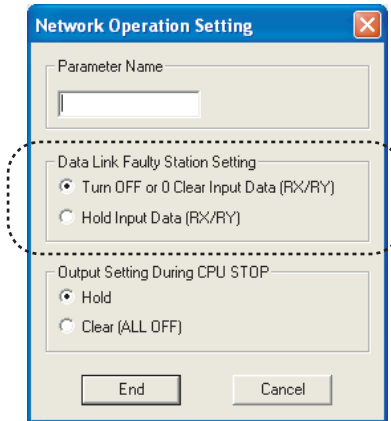 Network Operation Setting
Parameter Name
Data Link Faulty Station Setting
Turn OFF or 0 Clear Input Data (RX/RY)
Hold Input Data (RX/RY)
Output Setting During CPU STOP
Hold
Clear (ALL OFF)
End Cancel